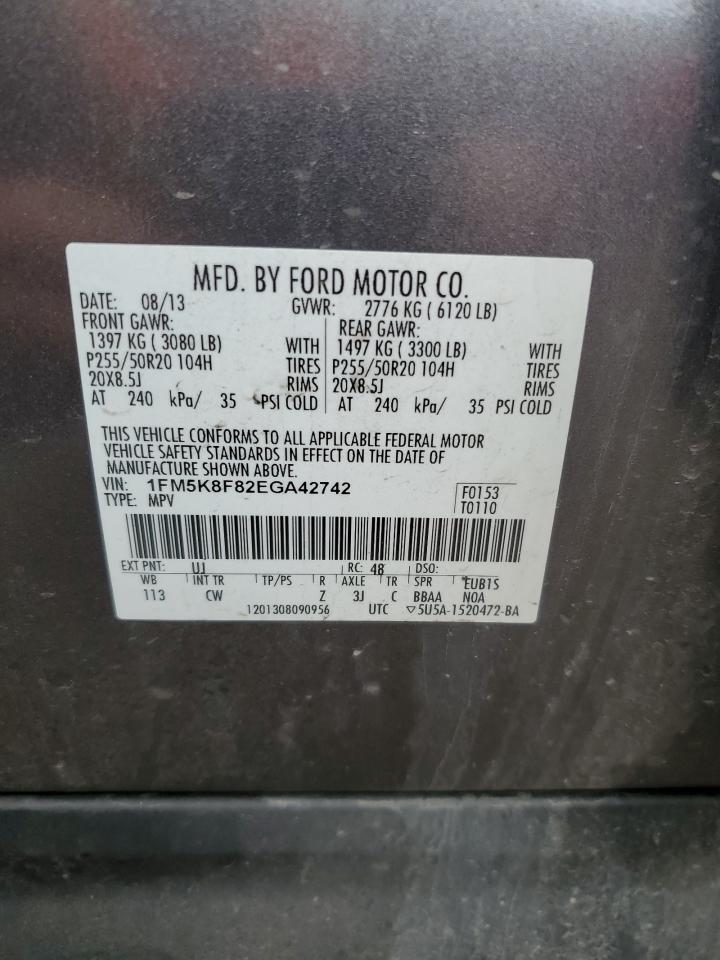 MFD. BY FORD MOTOR CO.
DATE: 08/13 GVWR: 2776 KG ( 6120 LB)
FRONT GAWR: REAR GAWR:
1397 KG ( 3080 LB) WITH 1497 KG ( 3300 LB) WITH
P255/50R20 104H TIRES P255/50R20 104H TIRES
20X8.5J RIMS 20X8.5J RIMS
AT 240 kPa/ 35 PSI COLD AT 240 kPa/ 35 PSI COLD
THIS VEHICLE CONFORMS TO ALL APPLICABLE FEDERAL MOTOR
VEHICLE SAFETY STANDARDS IN EFFECT ON THE DATE OF
MANUFACTURE SHOWN ABOVE.
VIN: 1FM5K8F82EGA42742 F0153
TYPE: MPV T0110
EXT PNT: UJ RC: 48 DSO:
WB INT TR TP/PS R AXLE TR SPR EUB1S
113 CW Z 3J C BBAA NOA
1201308090956 UTC ▽5U5A-1520472-BA